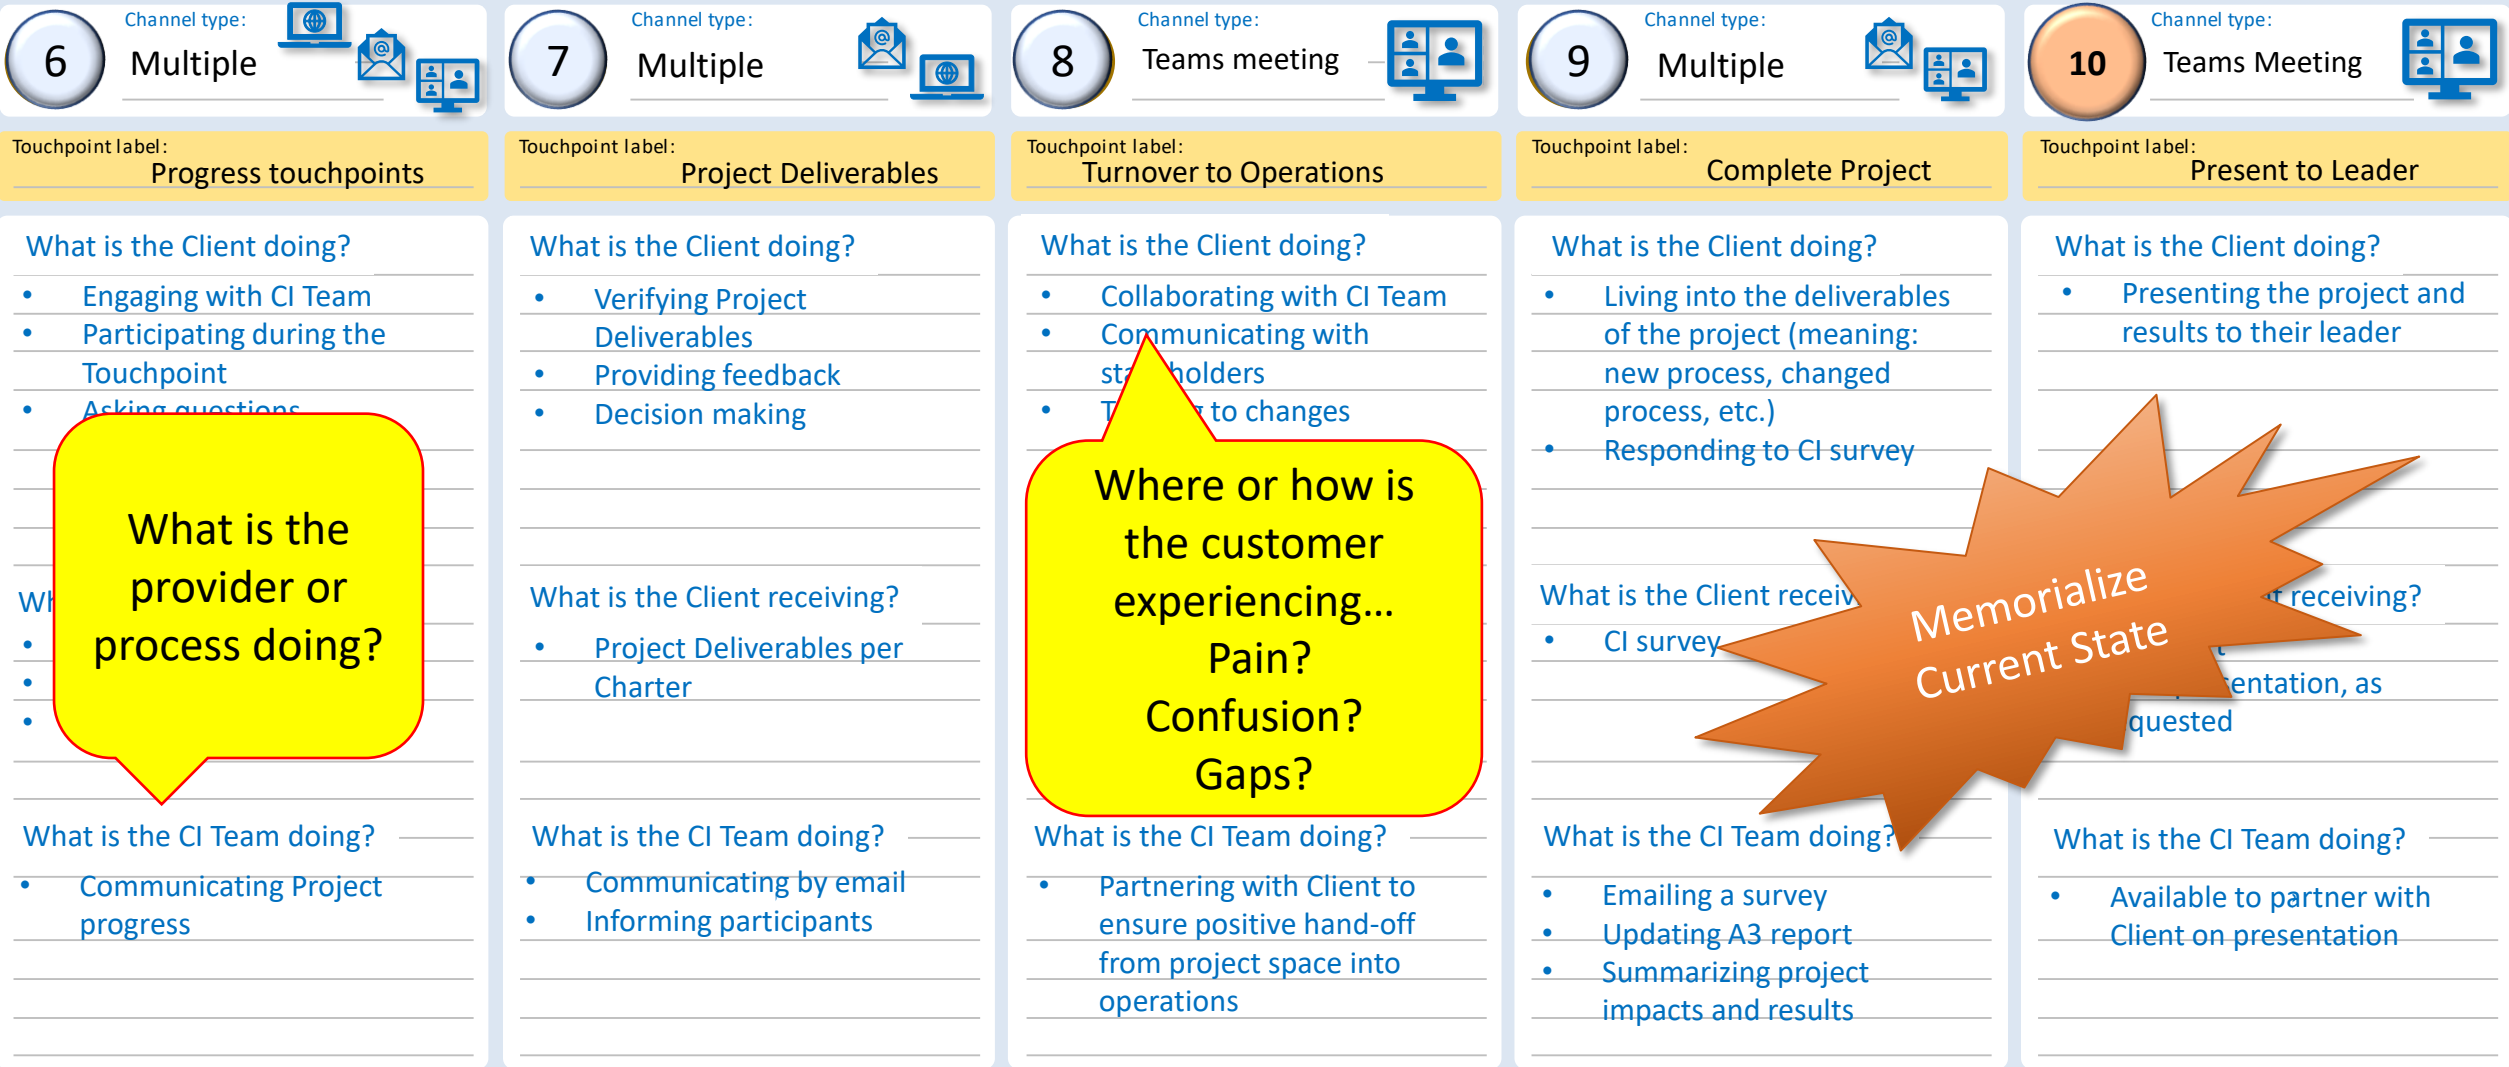 6
Channel type:
Multiple
Touchpoint label:
Progress touchpoints
What is the Client doing?
• Engaging with CI Team
• Participating during the
Touchpoint
• Asking questions
What is the
provider or
process doing?
What is the CI Team doing?
• Communicating Project
progress
7
Channel type:
Multiple
Touchpoint label:
Project Deliverables
What is the Client doing?
• Verifying Project
Deliverables
• Providing feedback
• Decision making
What is the Client receiving?
• Project Deliverables per
Charter
What is the CI Team doing?
• Communicating by email
• Informing participants
8
Channel type:
Teams meeting
Touchpoint label:
Turnover to Operations
What is the Client doing?
• Collaborating with CI Team
• Communicating with
holders
• to changes
Where or how is
the customer
experiencing...
Pain?
Confusion?
Gaps?
What is the CI Team doing?
• Partnering with Client to
ensure positive hand-off
from project space into
operations
9
Channel type:
Multiple
Touchpoint label:
Complete Project
What is the Client doing?
• Living into the deliverables
of the project (meaning:
new process, changed
process, etc.)
• Responding to CI survey
What is the Client
• CI survey
What is the CI Team doing?
• Emailing a survey
• Updating A3 report
• Summarizing project
impacts and results
10
Channel type:
Teams Meeting
Touchpoint label:
Present to Leader
What is the Client doing?
• Presenting the project and
results to their leader
Memorialize
Current State
receiving?
as
What is the CI Team doing?
• Available to partner with
Client on presentation